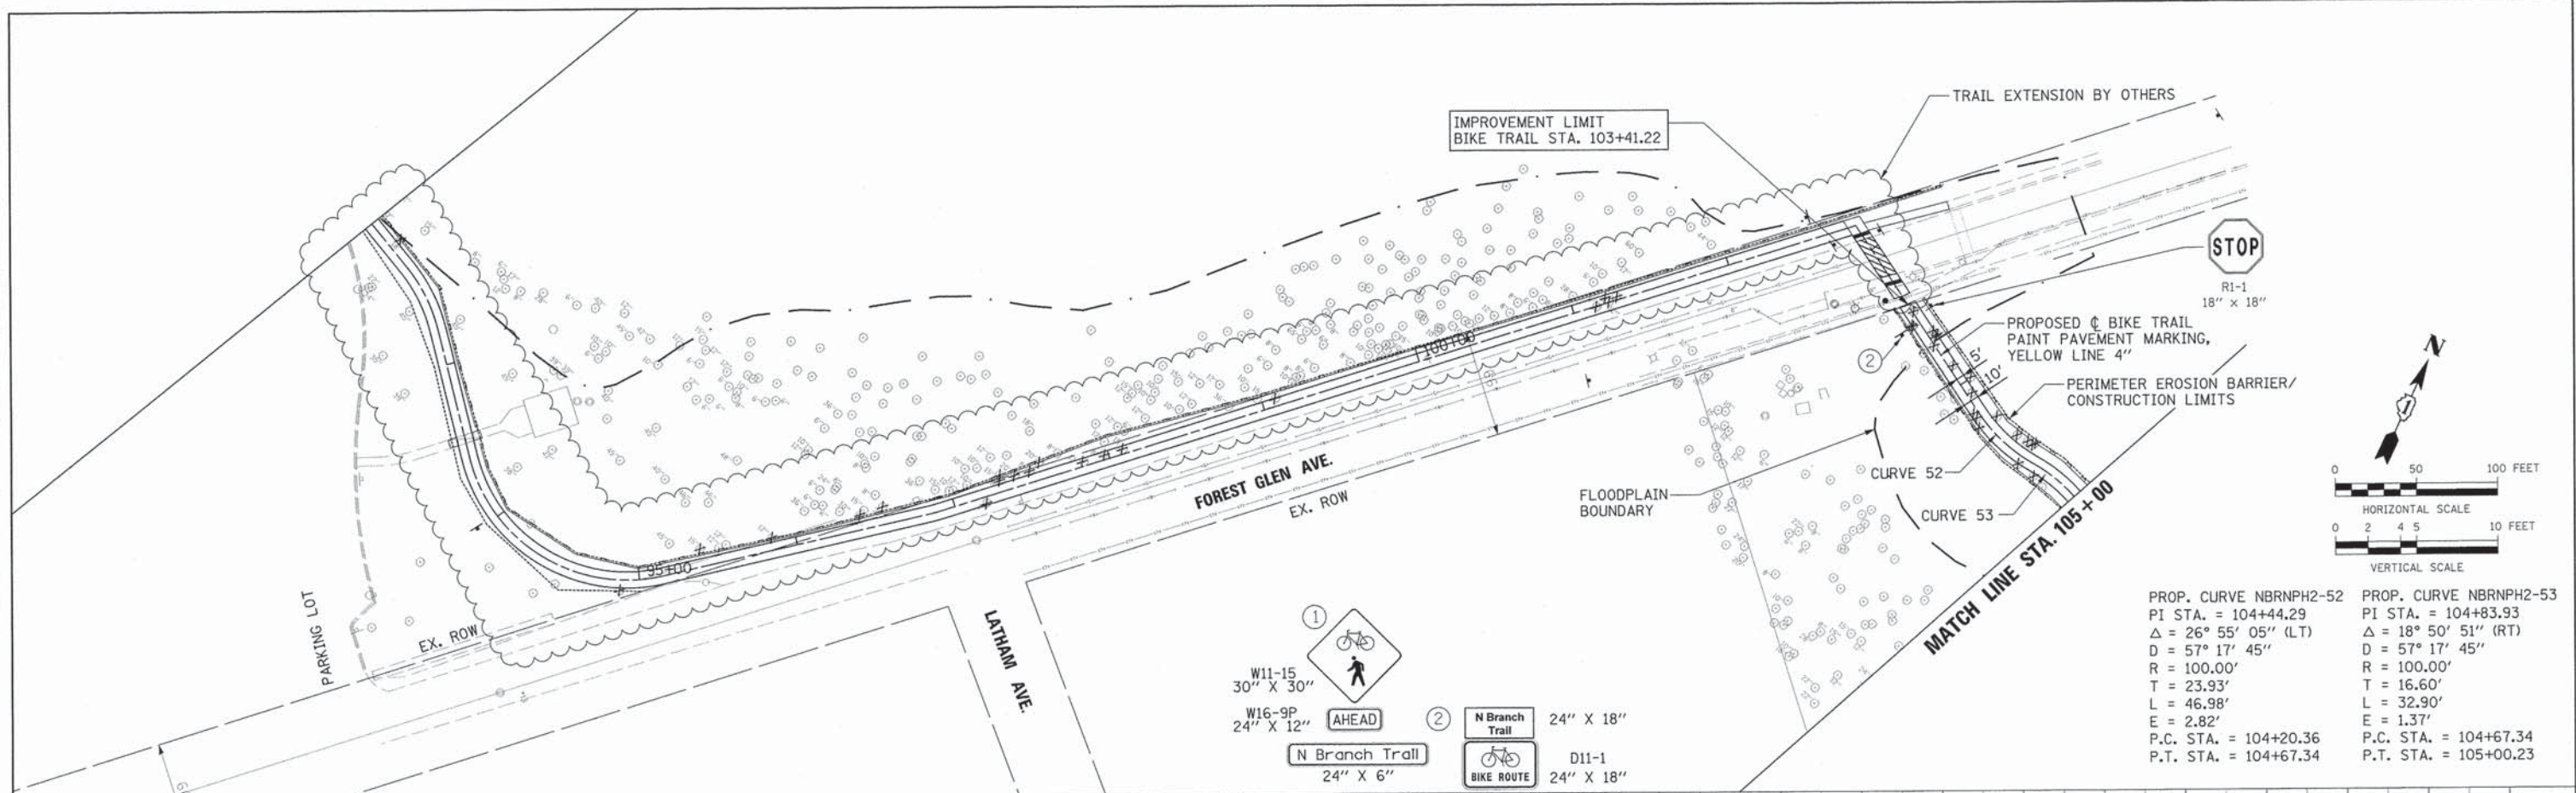 TRAIL EXTENSION BY OTHERS
IMPROVEMENT LIMIT
BIKE TRAIL STA. 103+41.22
STOP
R1-1
18" X 18"
PROPOSED ℄ BIKE TRAIL
PAINT PAVEMENT MARKING,
YELLOW LINE 4"
2
5'
10'
PERIMETER EROSION BARRIER/
CONSTRUCTION LIMITS
N
100+00
66'
CURVE 52
CURVE 53
FLOODPLAIN
BOUNDARY
FOREST GLEN AVE.
EX. ROW
MATCH LINE STA. 105+00
0 50 100 FEET
HORIZONTAL SCALE
0 2 4 5 10 FEET
VERTICAL SCALE
95+00
PARKING LOT
EX. ROW
LATHAM AVE.
1
W11-15
30" X 30"
W16-9P
24" X 12"
AHEAD
N Branch Trail
24" X 6"
2
N Branch
Trail
24" X 18"
BIKE ROUTE
D11-1
24" X 18"
PROP. CURVE NBRNPH2-52
PI STA. = 104+44.29
Δ = 26° 55' 05" (LT)
D = 57° 17' 45"
R = 100.00'
T = 23.93'
L = 46.98'
E = 2.82'
P.C. STA. = 104+20.36
P.T. STA. = 104+67.34
PROP. CURVE NBRNPH2-53
PI STA. = 104+83.93
Δ = 18° 50' 51" (RT)
D = 57° 17' 45"
R = 100.00'
T = 16.60'
L = 32.90'
E = 1.37'
P.C. STA. = 104+67.34
P.T. STA. = 105+00.23